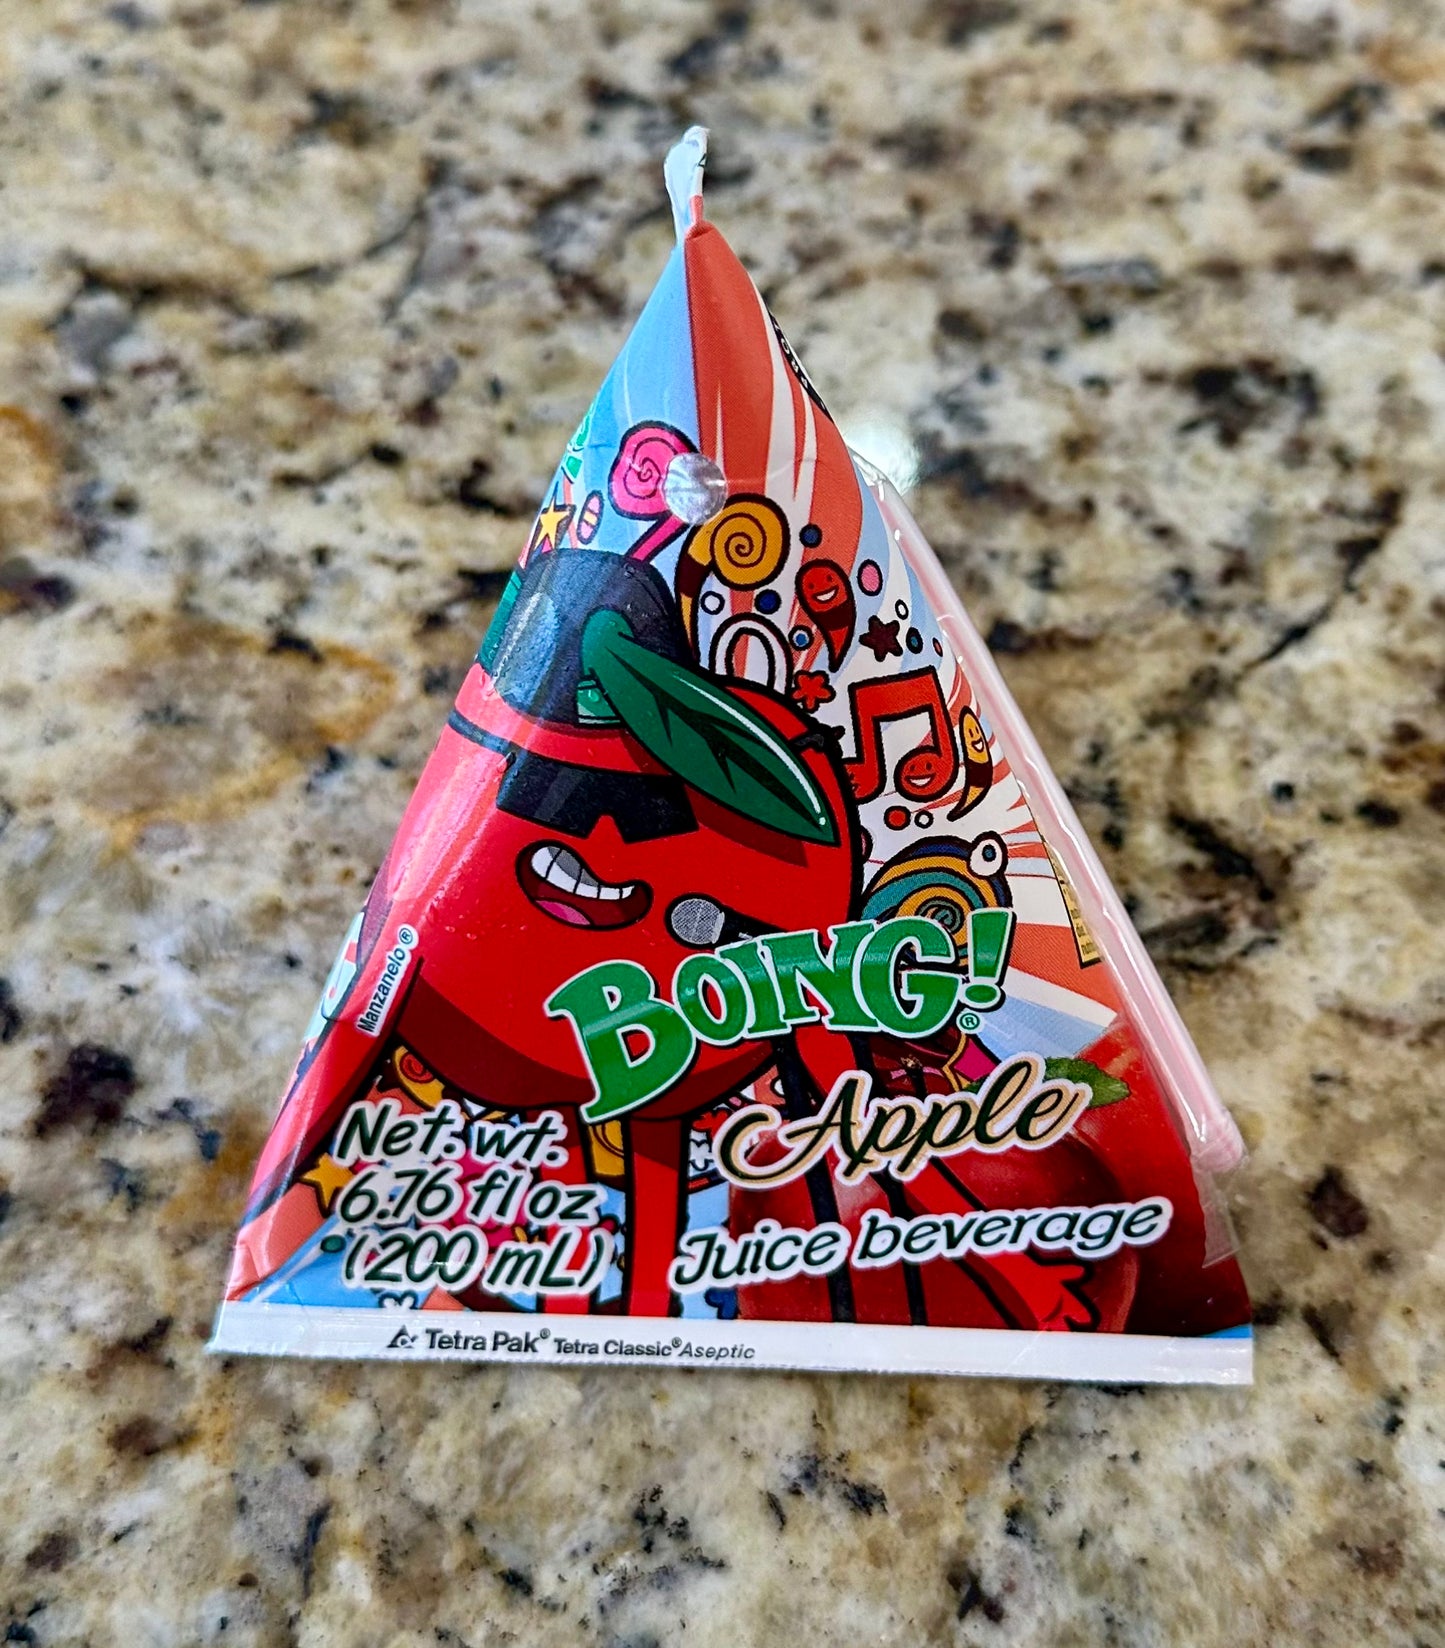 Manzanelo®
BOING!®
Apple
Net. wt.
6.76 fl oz
(200 mL)
Juice beverage
Tetra Pak® Tetra Classic® Aseptic